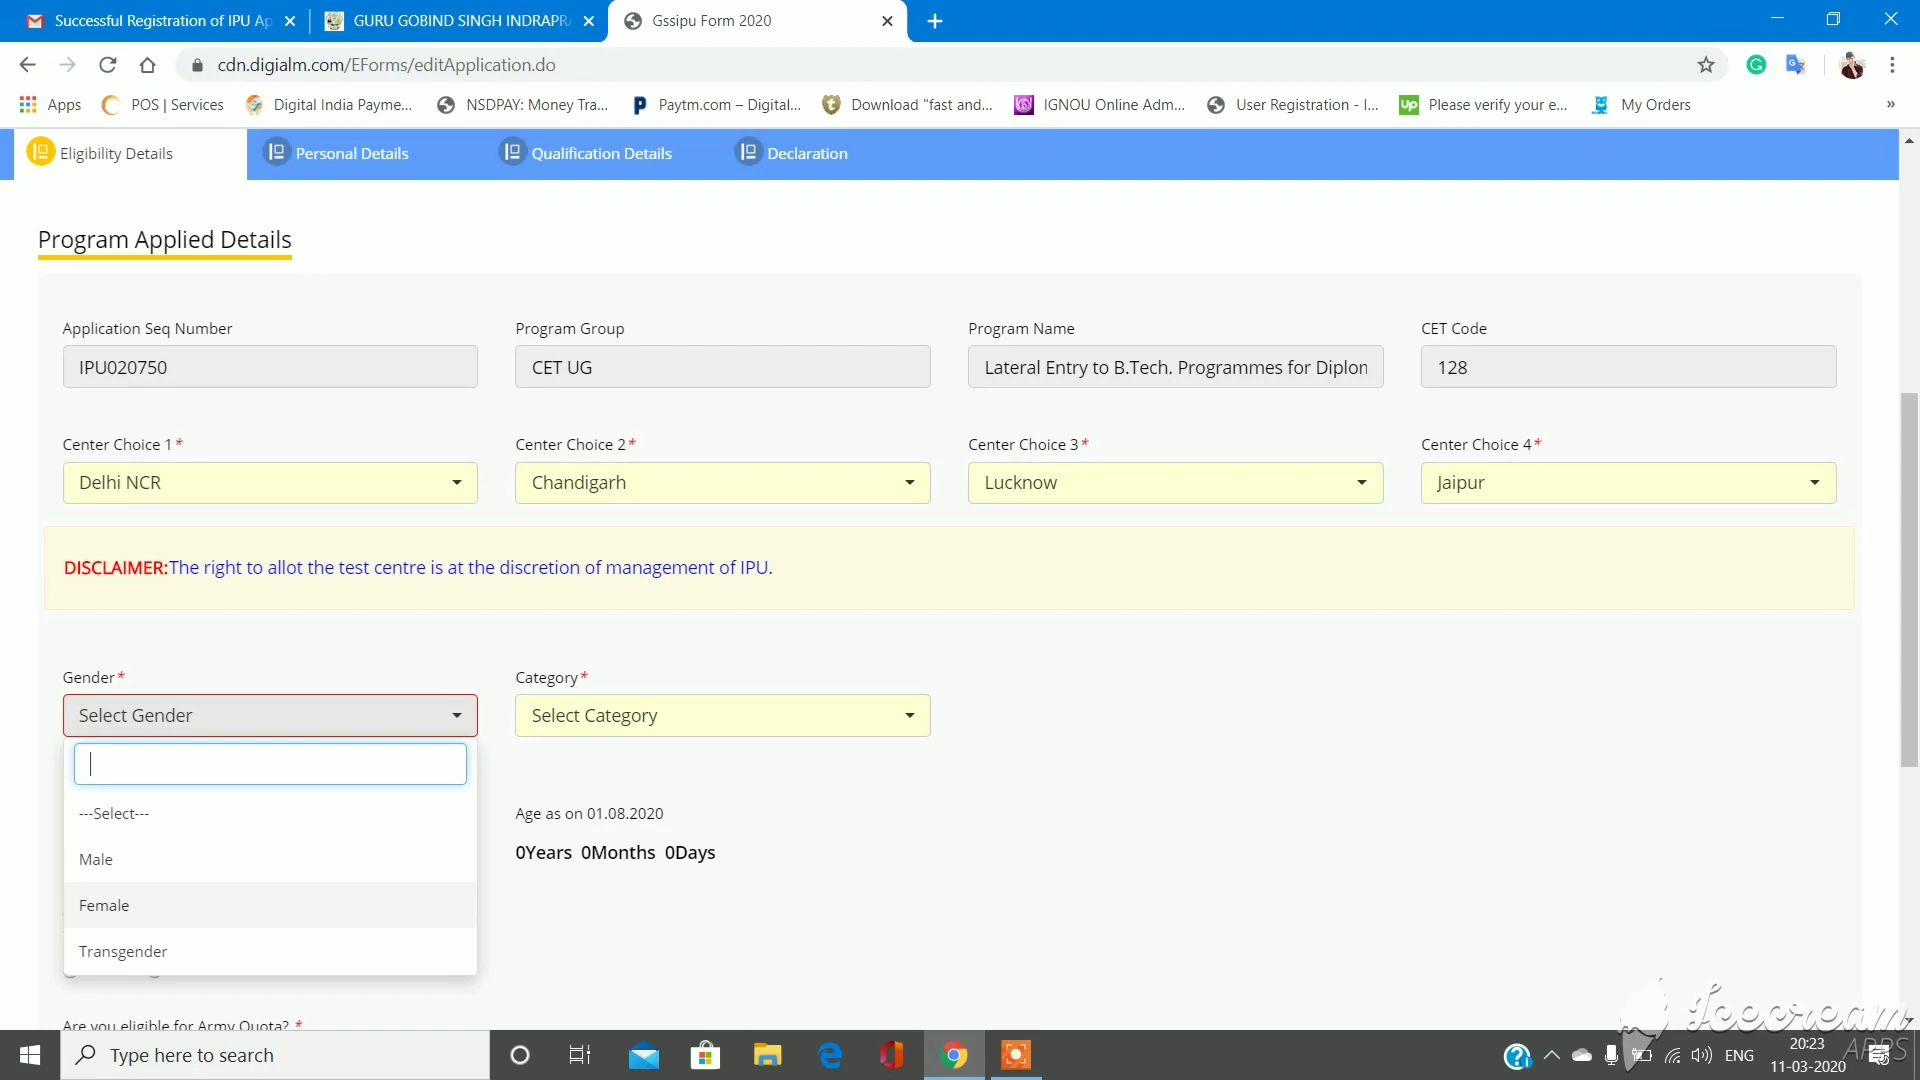 Successful Registration of IPU Ap
GURU GOBIND SINGH INDRAPR
Gssipu Form 2020
cdn.digialm.com/EForms/editApplication.do
Apps
POS | Services
Digital India Payme...
NSDPAY: Money Tra...
Paytm.com – Digital...
Download "fast and...
IGNOU Online Adm...
User Registration - I...
up
Please verify your e...
My Orders
»
Eligibility Details
Personal Details
Qualification Details
Declaration
Program Applied Details
Application Seq Number
Program Group
Program Name
CET Code
IPU020750
CET UG
Lateral Entry to B.Tech. Programmes for Diplon
128
Center Choice 1*
Center Choice 2*
Center Choice 3*
Center Choice 4*
Delhi NCR
Chandigarh
Lucknow
Jaipur
DISCLAIMER:The right to allot the test centre is at the discretion of management of IPU.
Gender*
Category*
Select Gender
Select Category
---Select---
Male
Female
Transgender
Age as on 01.08.2020
0Years 0Months 0Days
Are you eligible for Army Quota? *
Icecream
APPS
Type here to search
ENG
20:23
11-03-2020